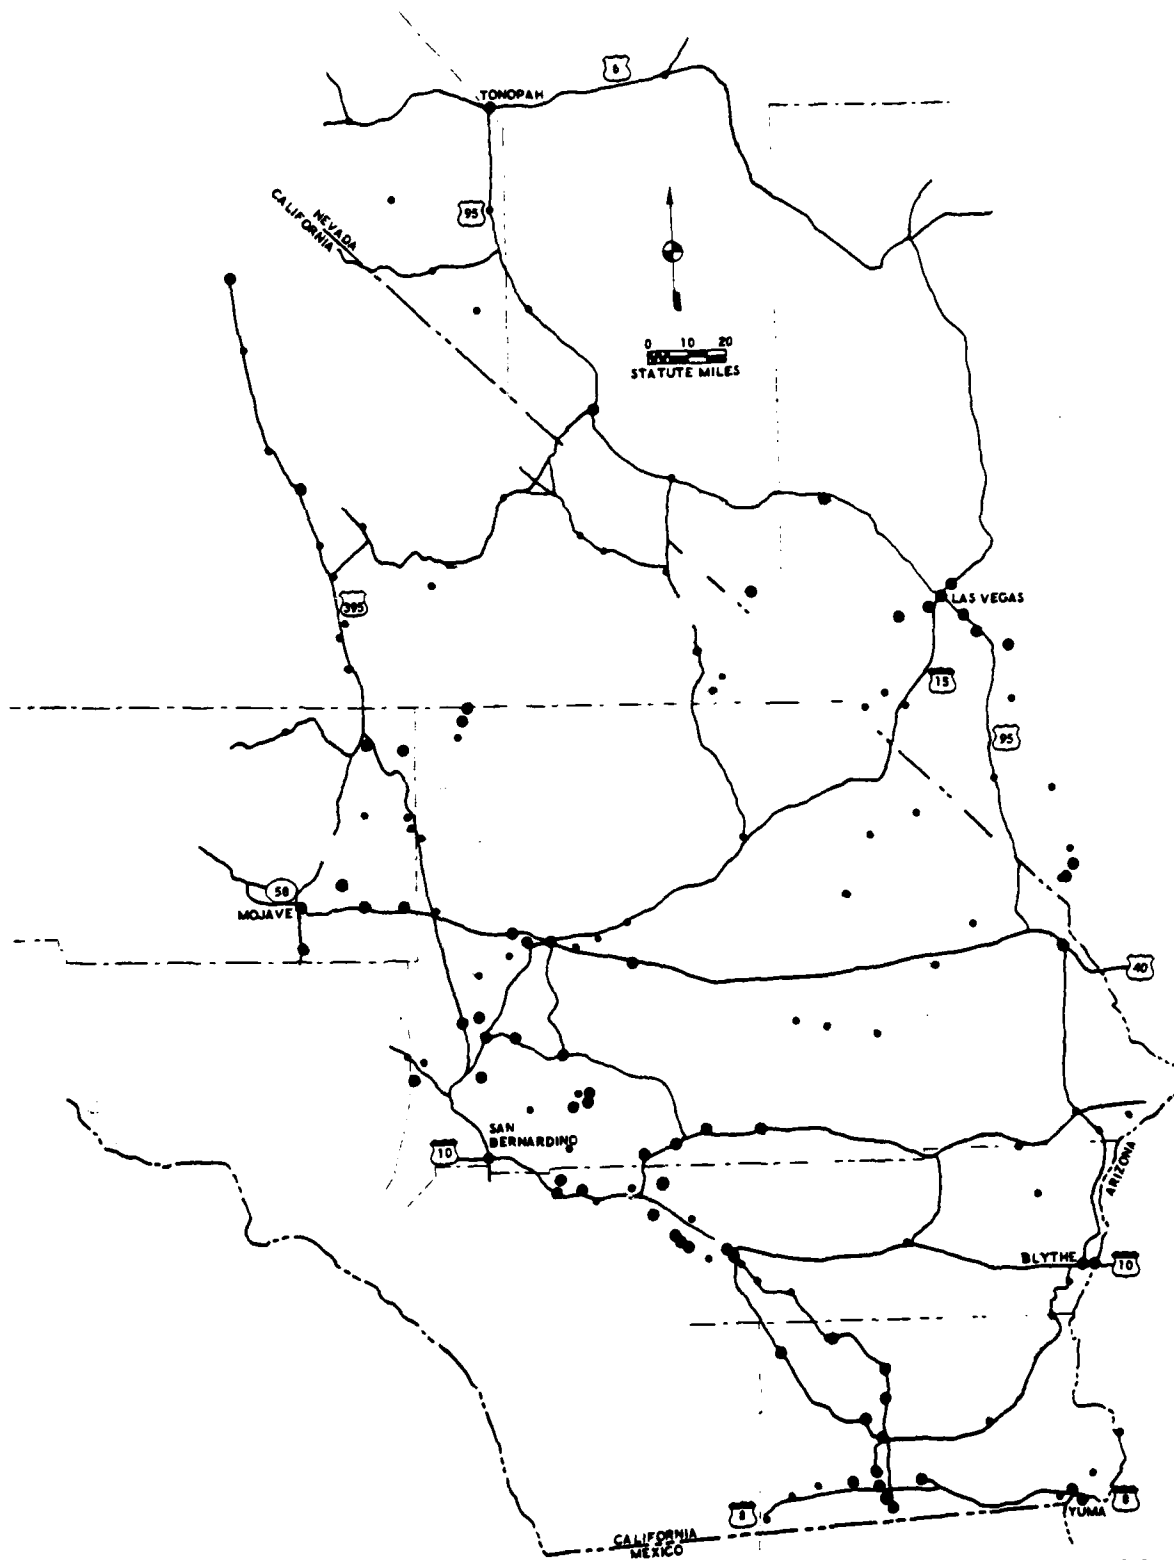 6
TONOPAH
95
NEVADA
CALIFORNIA
0 10 20
STATUTE MILES
395
LAS VEGAS
15
95
58
MOJAVE
40
SAN
BERNARDINO
10
ARIZONA
BLYTHE
10
8
YUMA
8
CALIFORNIA
MEXICO